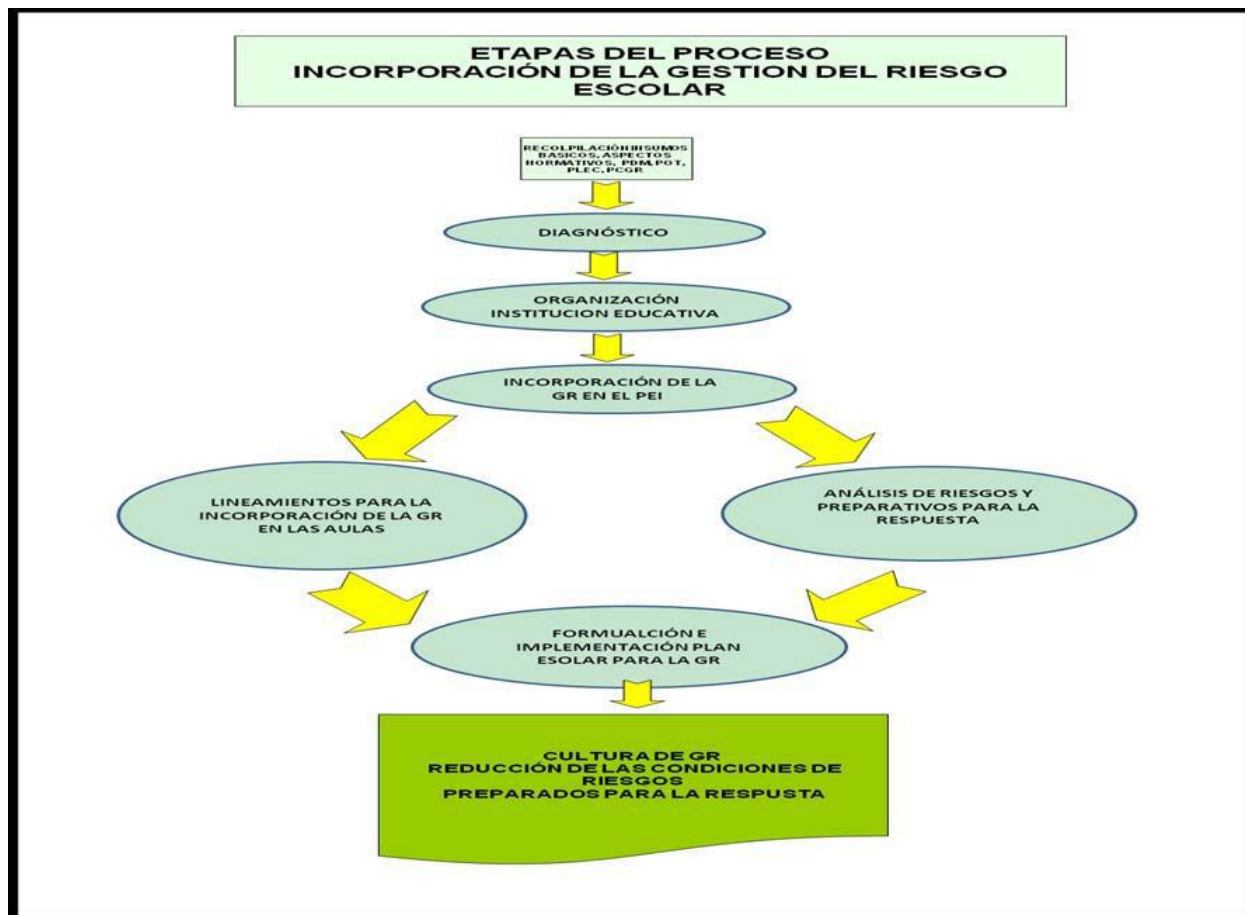 ETAPAS DEL PROCESO
INCORPORACIÓN DE LA GESTION DEL RIESGO
ESCOLAR
RECOLPILACIÓN INSUMOS
BASICOS, ASPECTOS
NORMATIVOS, PDM, POT,
PLEC, PCGR
DIAGNÓSTICO
ORGANIZACIÓN
INSTITUCION EDUCATIVA
INCORPORACIÓN DE LA
GR EN EL PEI
LINEAMIENTOS PARA LA
INCORPORACIÓN DE LA GR
EN LAS AULAS
ANÁLISIS DE RIESGOS Y
PREPARATIVOS PARA LA
RESPUESTA
FORMUALCIÓN E
IMPLEMENTACIÓN PLAN
ESOLAR PARA LA GR
CULTURA DE GR
REDUCCIÓN DE LAS CONDICIONES DE
RIESGOS
PREPARADOS PARA LA RESPUSTA